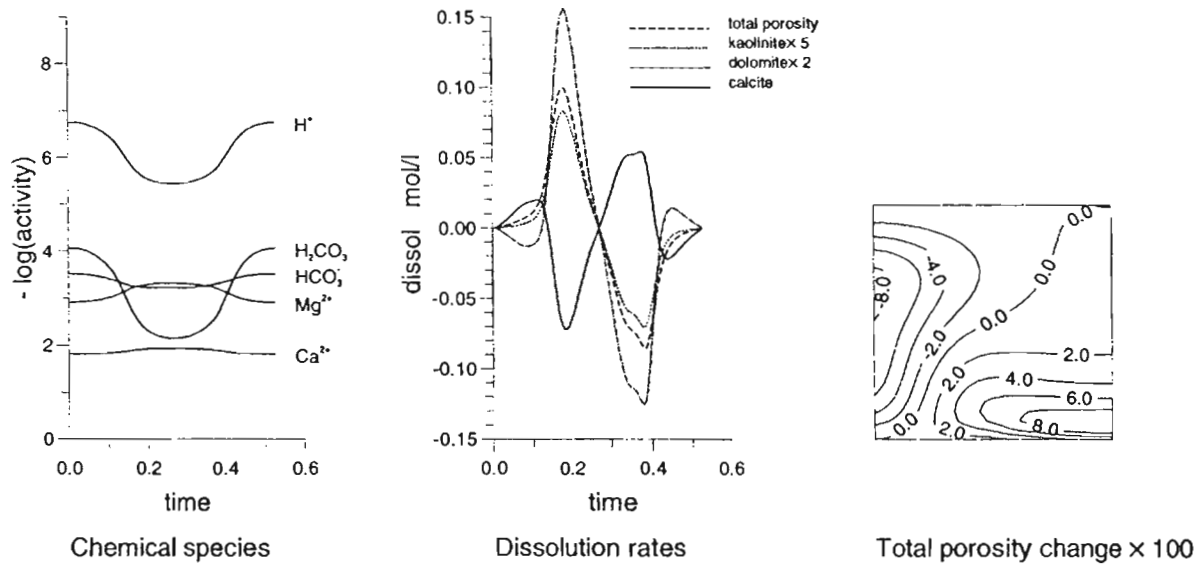 8
6
4
2
0
- log(activity)
H⁺
H₂CO₃
HCO₃⁻
Mg²⁺
Ca²⁺
0.0 0.2 0.4 0.6
time
Chemical species
0.15
0.10
0.05
0.00
-0.05
-0.10
-0.15
dissol mol/l
total porosity
kaolinite× 5
dolomite× 2
calcite
0.0 0.2 0.4 0.6
time
Dissolution rates
0.0
-4.0
0.0
-8.0
0.0
-2.0
2.0
2.0
4.0
6.0
0.0
2.0
8.0
Total porosity change × 100